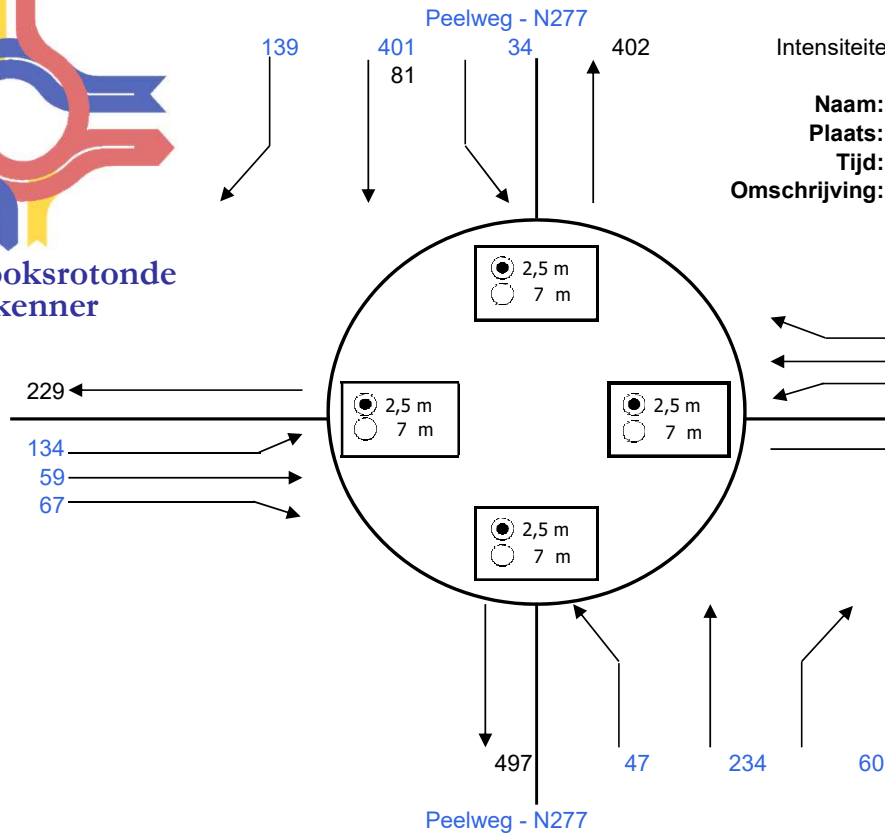 Peelweg - N277
139 401 34 402
81
Intensiteite
Naam:
Plaats:
Tijd:
Omschrijving:
ooksrotonde
kenner
2,5 m
7 m
229
2,5 m
7 m
2,5 m
7 m
134
59
67
2,5 m
7 m
497 47 234 60
Peelweg - N277